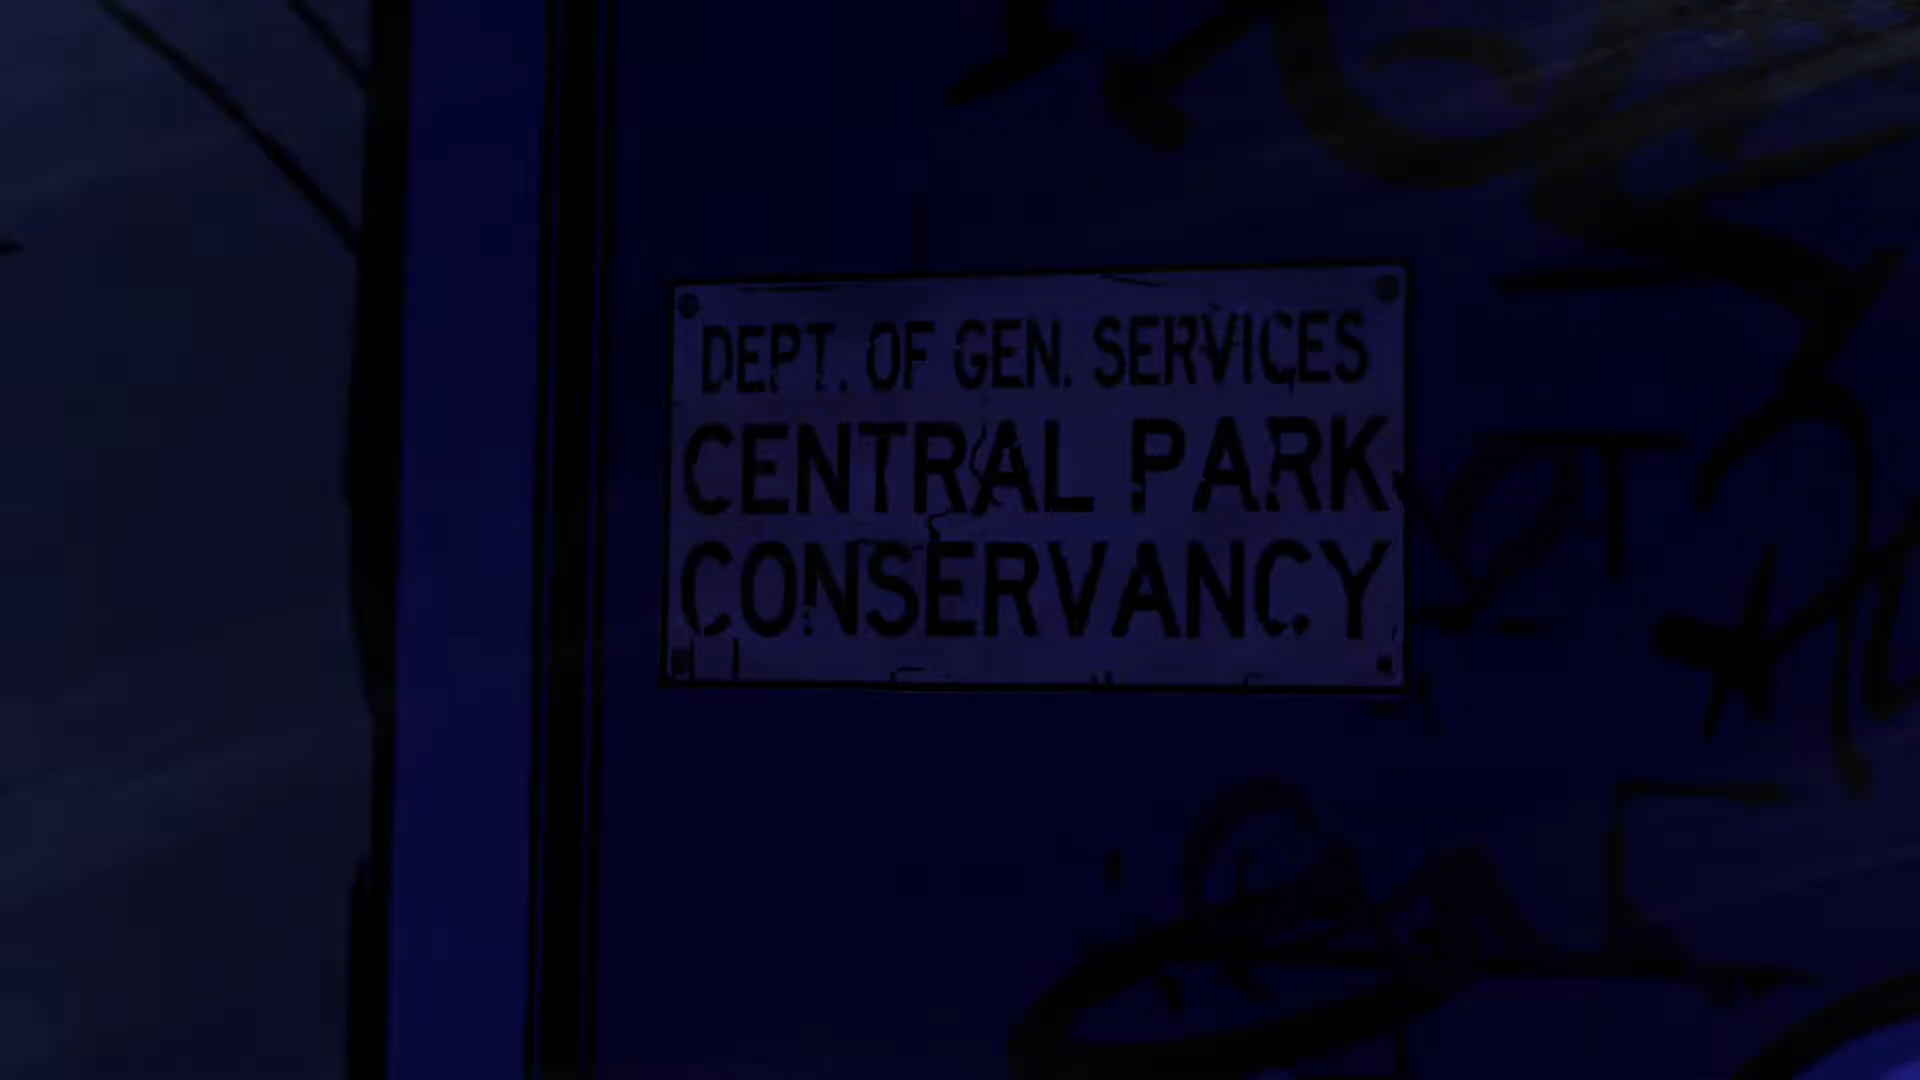 DEPT. OF GEN. SERVICES
CENTRAL PARK
CONSERVANCY